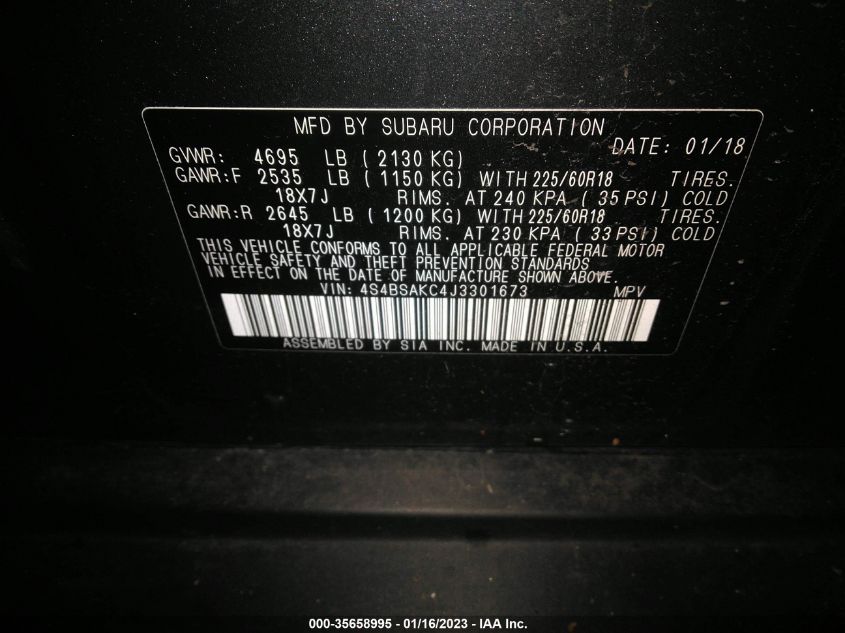 MFD BY SUBARU CORPORATION
DATE: 01/18
GVWR: 4695 LB ( 2130 KG)
GAWR:F 2535 LB ( 1150 KG) WITH 225/60R18 TIRES.
18X7J RIMS. AT 240 KPA ( 35 PSI) COLD
GAWR:R 2645 LB ( 1200 KG) WITH 225/60R18 TIRES.
18X7J RIMS. AT 230 KPA ( 33 PSI) COLD
THIS VEHICLE CONFORMS TO ALL APPLICABLE FEDERAL MOTOR
VEHICLE SAFETY AND THEFT PREVENTION STANDARDS
IN EFFECT ON THE DATE OF MANUFACTURE SHOWN ABOVE.
VIN: 4S4BSAKC4J3301673 MPV
ASSEMBLED BY SIA INC. MADE IN U.S.A.
000-35658995 - 01/16/2023 - IAA Inc.